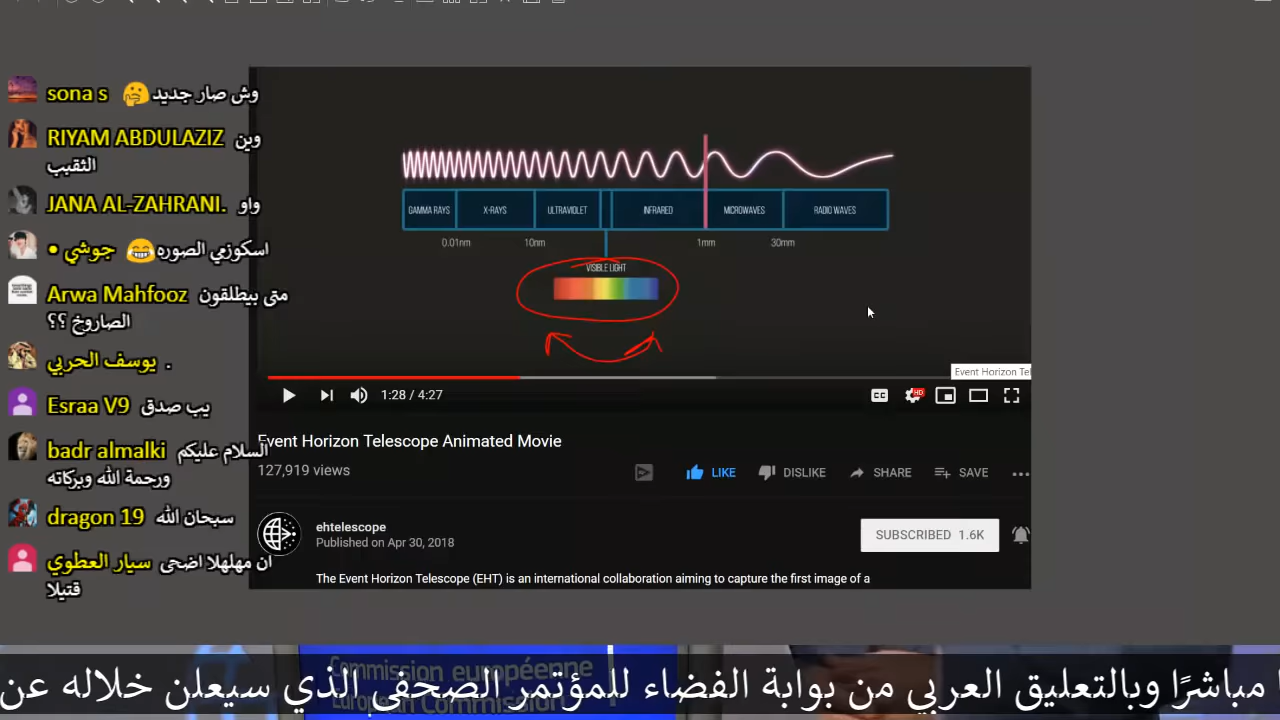 sona s وش صار جديد🤔
RIYAM ABDULAZIZ وين
الثقيب
JANA AL-ZAHRANI. واو
• جوشي اسكوزمي الصوره😂
Arwa Mahfooz متى بيطلقون
الصاروخ ؟؟
يوسف الحربي .
Esraa V9 يب صدق
badr almalki السلام عليكم
ورحمة الله وبركاته
dragon 19 سبحان الله
سيار العطوي ان مهلهلا اضحى
قتيلا
GAMMA RAYS X-RAYS ULTRAVIOLET INFRARED MICROWAVES RADIO WAVES
0.01nm 10nm 1mm 30mm
VISIBLE LIGHT
Event Horizon Tel
1:28 / 4:27 CC HD
Event Horizon Telescope Animated Movie
127,919 views LIKE DISLIKE SHARE SAVE
ehtelescope
Published on Apr 30, 2018
SUBSCRIBED 1.6K
The Event Horizon Telescope (EHT) is an international collaboration aiming to capture the first image of a
Commission européenne
European Commission
مباشرًا وبالتعليق العربي من بوابة الفضاء للمؤتمر الصحفي الذي سيعلن خلاله عن